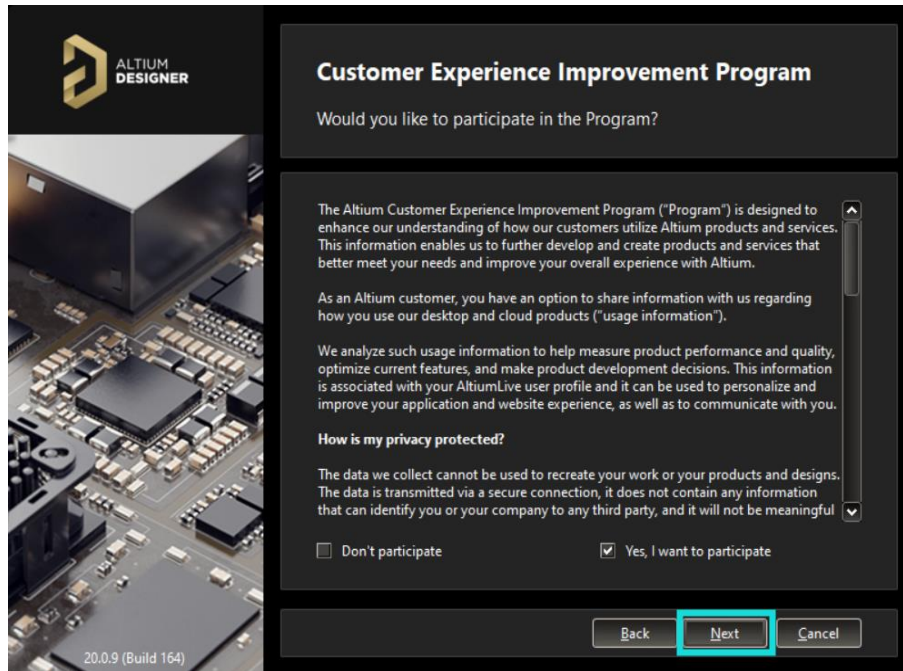 ALTIUM
DESIGNER
Customer Experience Improvement Program
Would you like to participate in the Program?
The Altium Customer Experience Improvement Program ("Program") is designed to
enhance our understanding of how our customers utilize Altium products and services.
This information enables us to further develop and create products and services that
better meet your needs and improve your overall experience with Altium.
As an Altium customer, you have an option to share information with us regarding
how you use our desktop and cloud products ("usage information").
We analyze such usage information to help measure product performance and quality,
optimize current features, and make product development decisions. This information
is associated with your AltiumLive user profile and it can be used to personalize and
improve your application and website experience, as well as to communicate with you.
How is my privacy protected?
The data we collect cannot be used to recreate your work or your products and designs.
The data is transmitted via a secure connection, it does not contain any information
that can identify you or your company to any third party, and it will not be meaningful
Don't participate
Yes, I want to participate
Back
Next
Cancel
20.0.9 (Build 164)